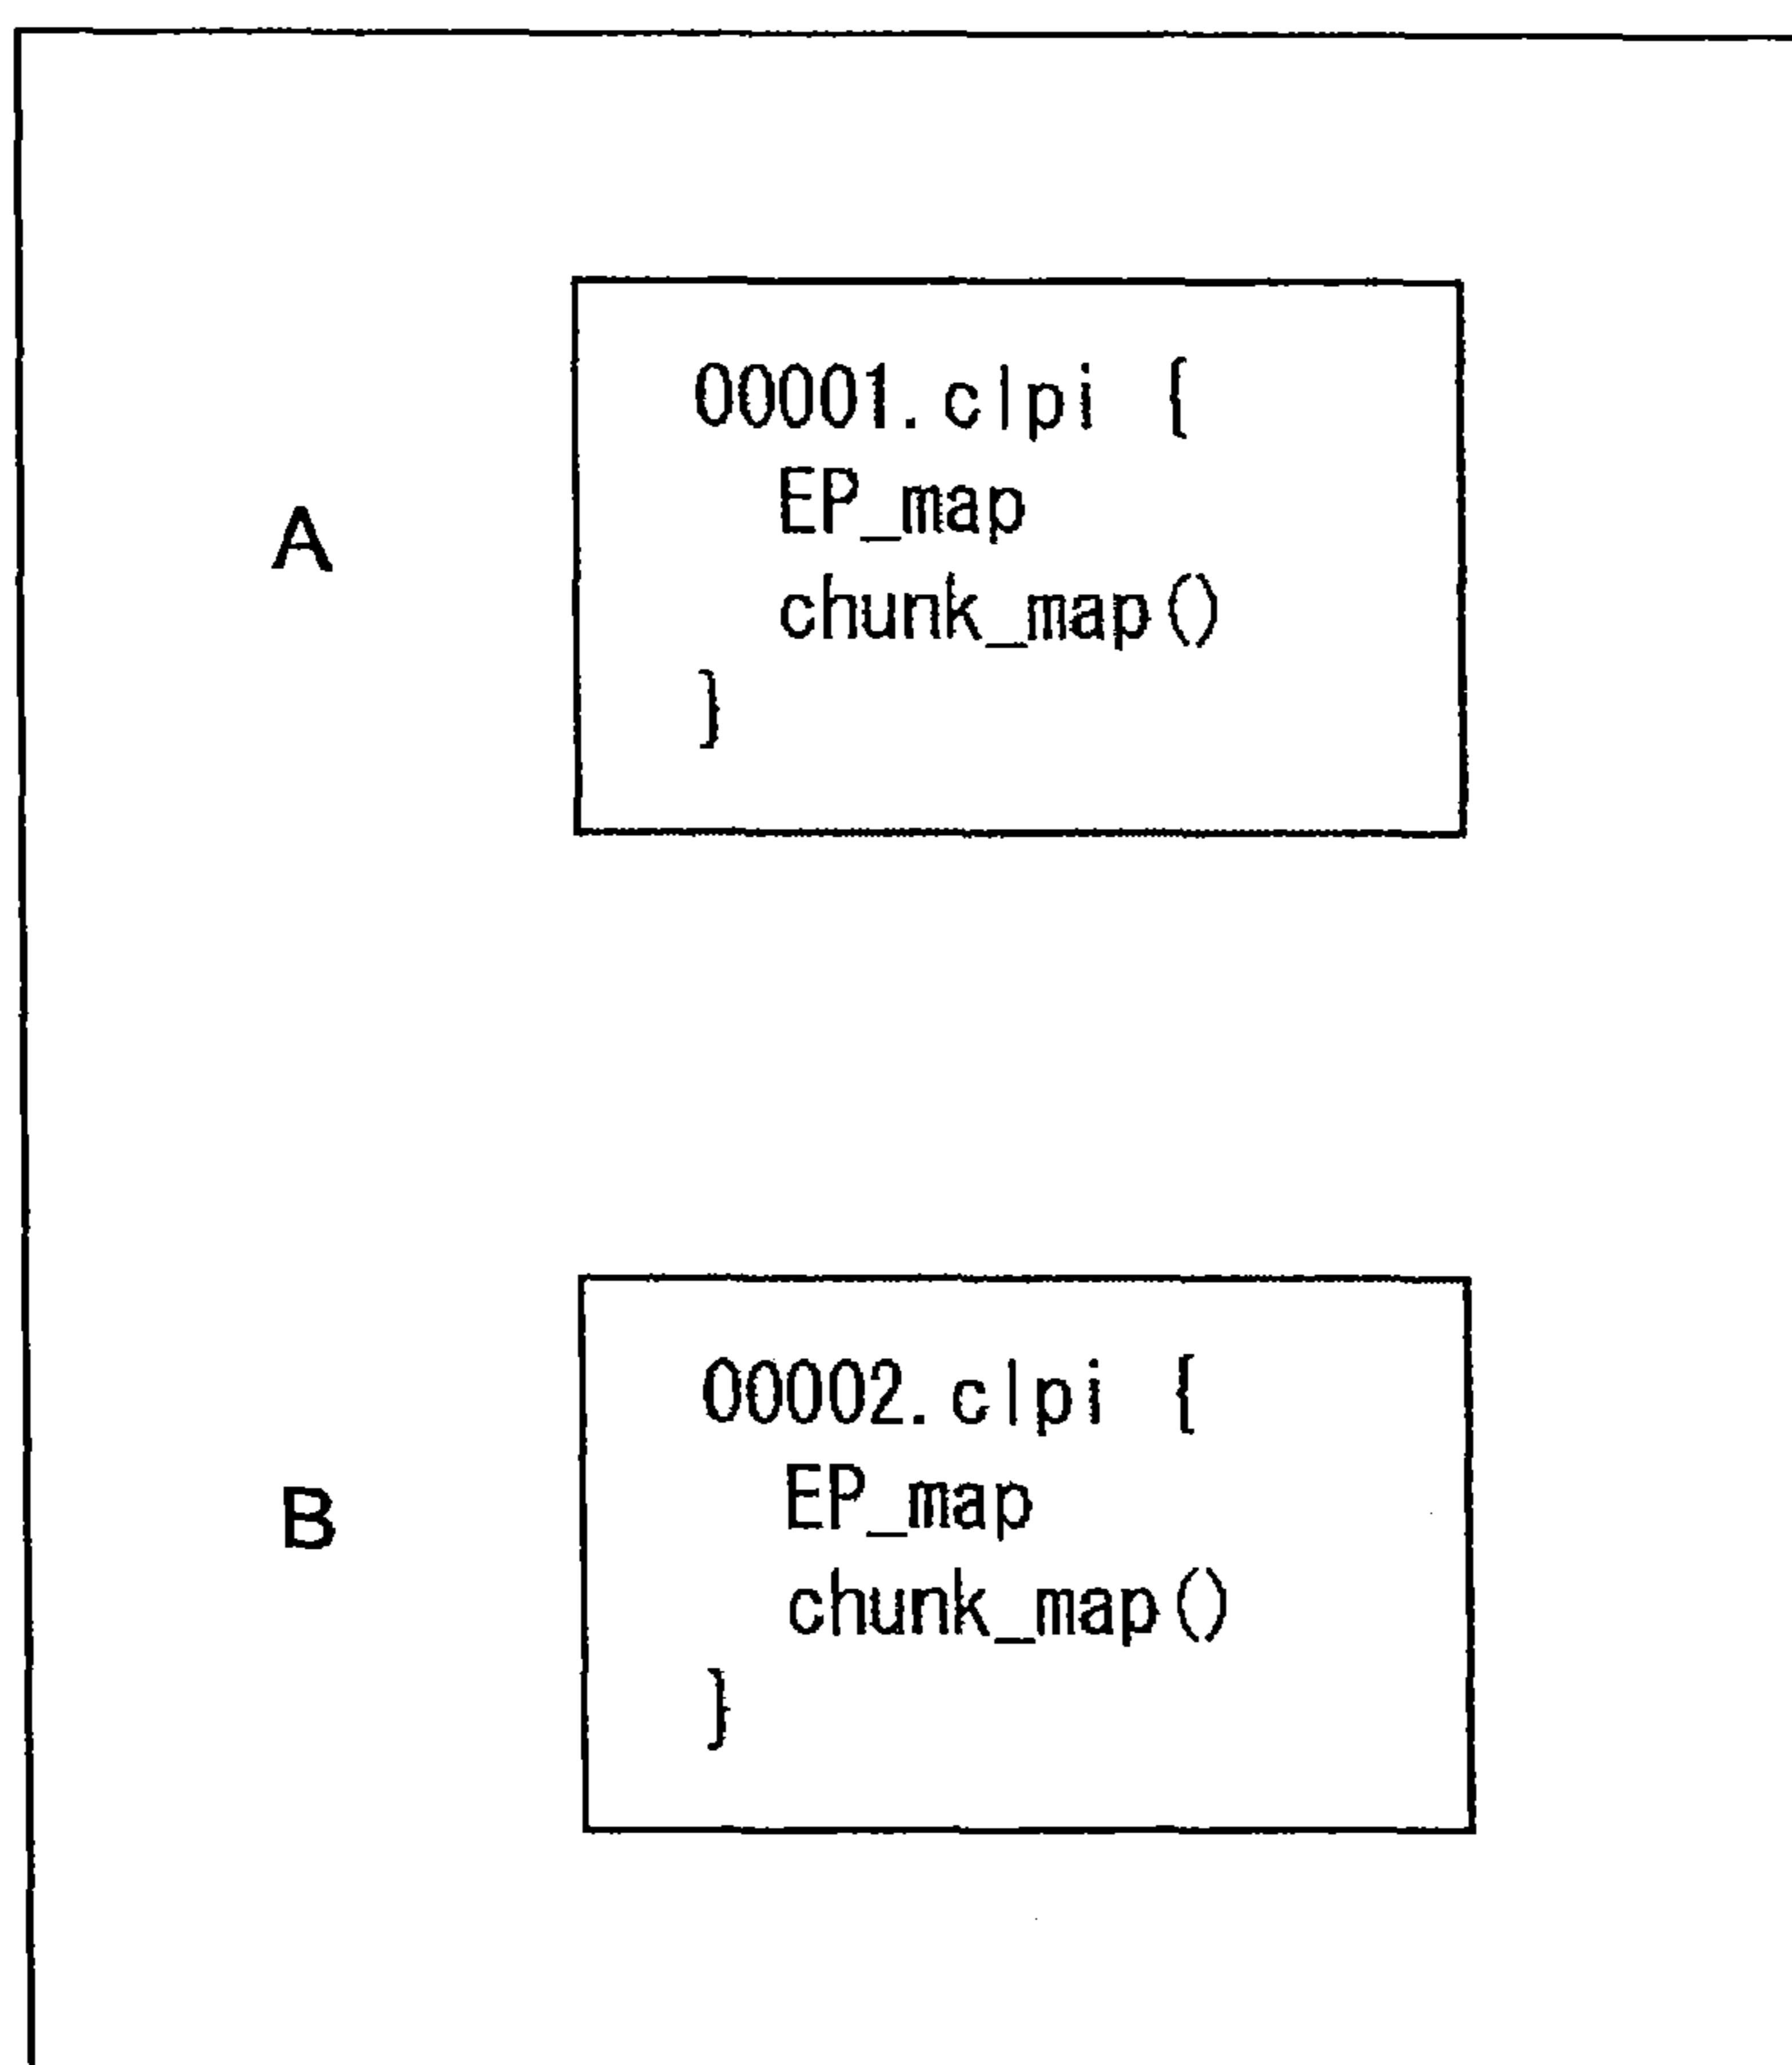 A
00001.clpi {
EP_map
chunk_map()
}
B
00002.clpi {
EP_map
chunk_map()
}